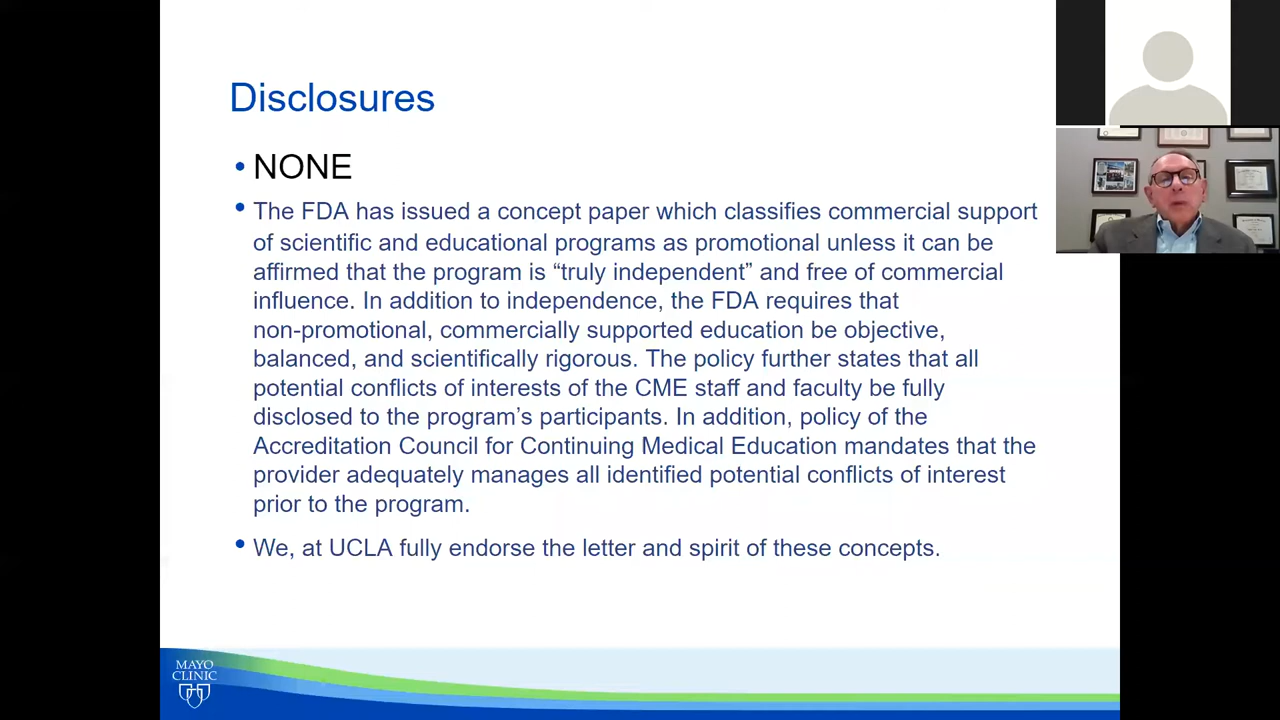 Disclosures
• NONE
• The FDA has issued a concept paper which classifies commercial support
of scientific and educational programs as promotional unless it can be
affirmed that the program is “truly independent” and free of commercial
influence. In addition to independence, the FDA requires that
non-promotional, commercially supported education be objective,
balanced, and scientifically rigorous. The policy further states that all
potential conflicts of interests of the CME staff and faculty be fully
disclosed to the program’s participants. In addition, policy of the
Accreditation Council for Continuing Medical Education mandates that the
provider adequately manages all identified potential conflicts of interest
prior to the program.
• We, at UCLA fully endorse the letter and spirit of these concepts.
MAYO
CLINIC